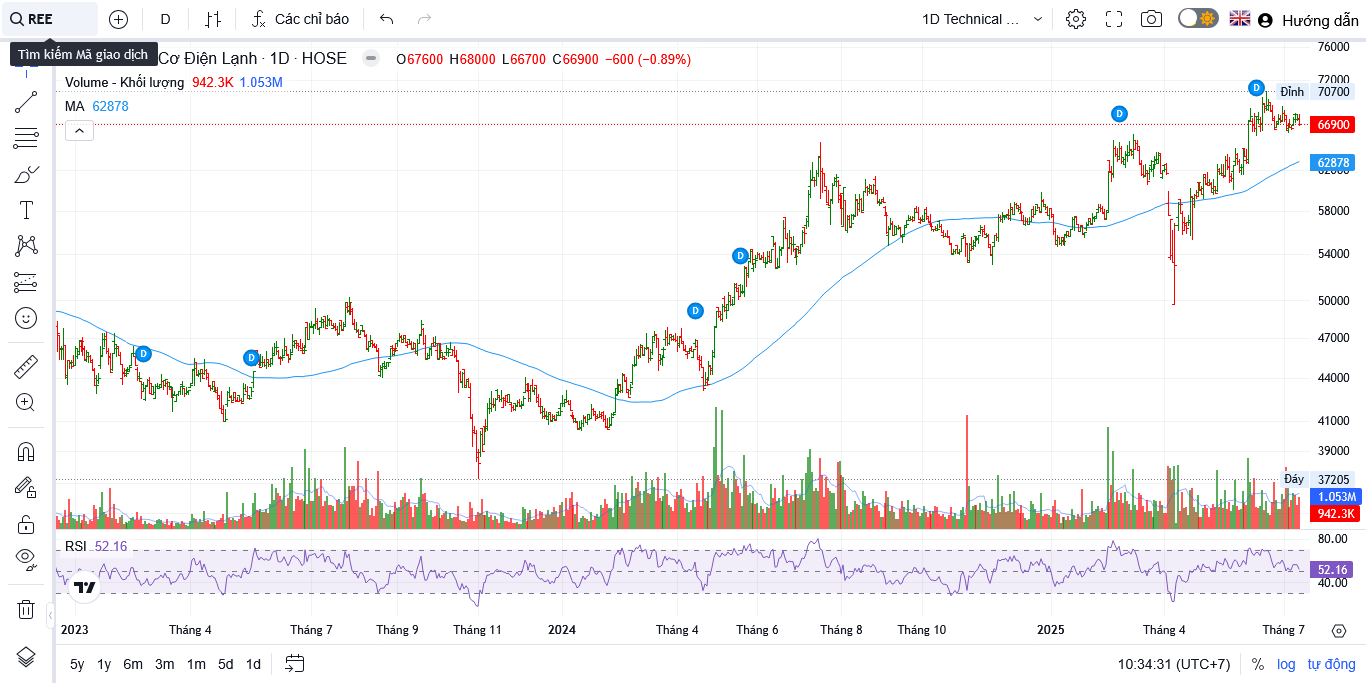 REE
D
Các chỉ báo
1D Technical ...
Hướng dẫn
Tìm kiếm Mã giao dịch
Cơ Điện Lạnh · 1D · HOSE
O67600 H68000 L66700 C66900 −600 (−0.89%)
Volume - Khối lượng 942.3K 1.053M
MA 62878
76000
72000
Đỉnh 70700
66900
62878
62000
58000
54000
50000
47000
44000
41000
39000
Đáy 37205
1.053M
942.3K
D
D
D
D
D
D
RSI 52.16
80.00
52.16
40.00
2023
Tháng 4
Tháng 7
Tháng 9
Tháng 11
2024
Tháng 4
Tháng 6
Tháng 8
Tháng 10
2025
Tháng 4
Tháng 7
5y 1y 6m 3m 1m 5d 1d
10:34:31 (UTC+7)
% log tự động